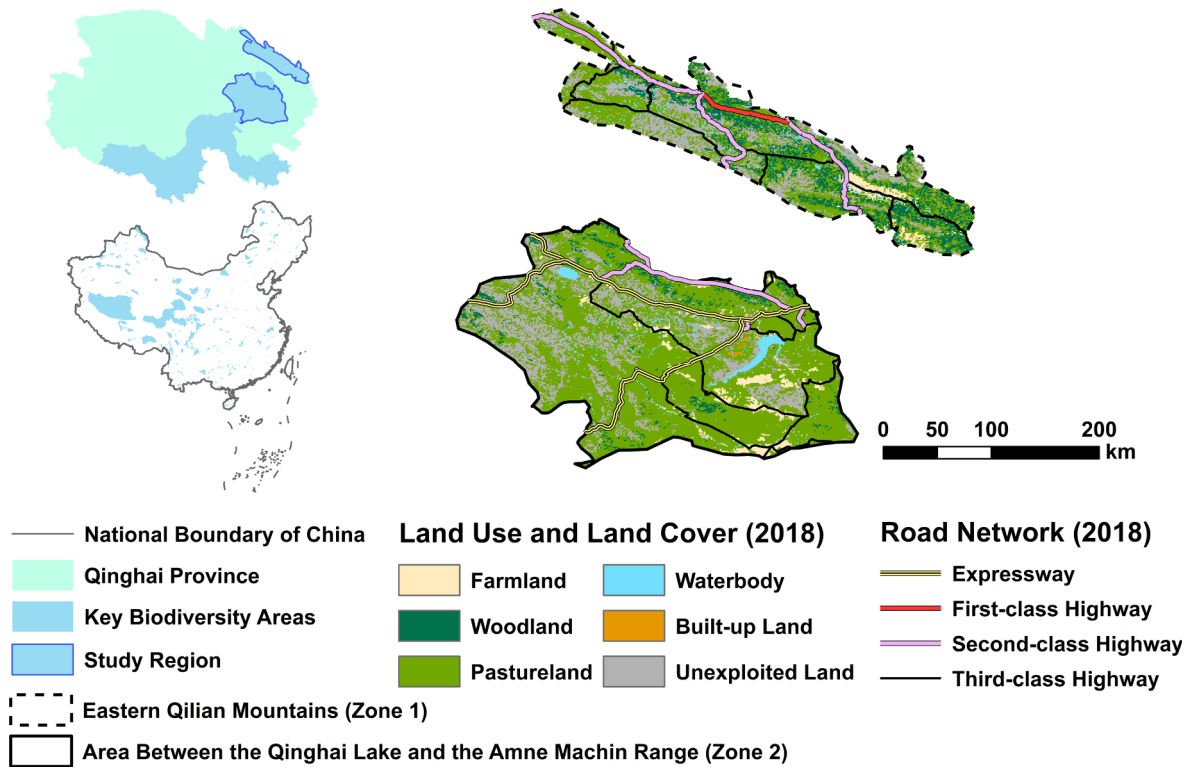 0 50 100 200
km
National Boundary of China
Qinghai Province
Key Biodiversity Areas
Study Region
Eastern Qilian Mountains (Zone 1)
Area Between the Qinghai Lake and the Amne Machin Range (Zone 2)
Land Use and Land Cover (2018)
Farmland
Woodland
Pastureland
Waterbody
Built-up Land
Unexploited Land
Road Network (2018)
Expressway
First-class Highway
Second-class Highway
Third-class Highway